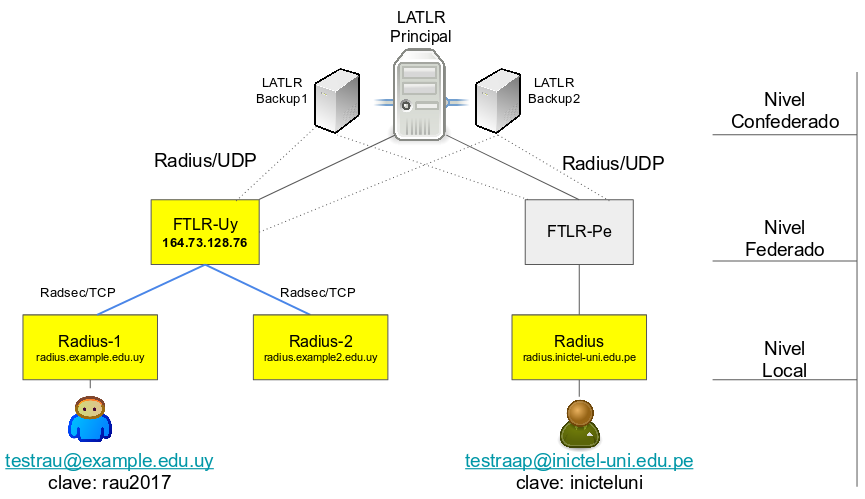 LATLR
Principal
LATLR
Backup1
LATLR
Backup2
Nivel
Confederado
Radius/UDP
Radius/UDP
FTLR-Uy
164.73.128.76
FTLR-Pe
Nivel
Federado
Radsec/TCP
Radsec/TCP
Radius-1
radius.example.edu.uy
Radius-2
radius.example2.edu.uy
Radius
radius.inictel-uni.edu.pe
Nivel
Local
testrau@example.edu.uy
clave: rau2017
testraap@inictel-uni.edu.pe
clave: inicteluni